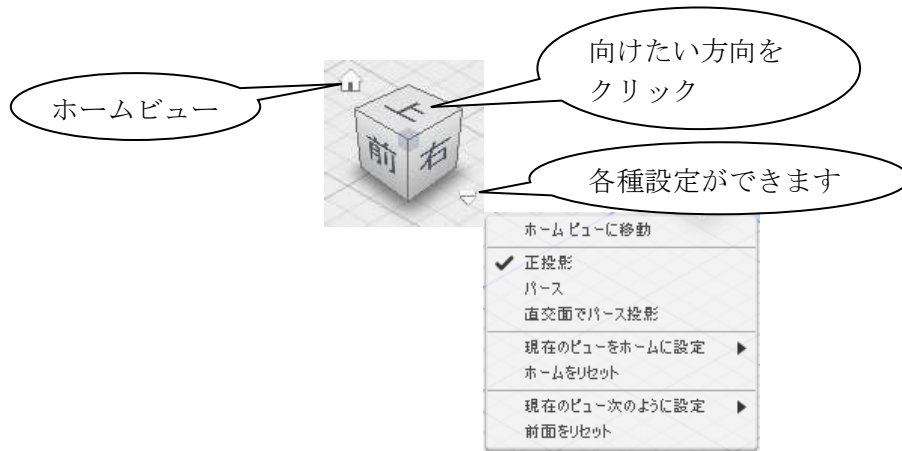 向けたい方向を
クリック
ホームビュー
上
前
右
各種設定ができます
ホーム ビューに移動
正投影
パース
直交面でパース投影
現在のビューをホームに設定
ホームをリセット
現在のビュー次のように設定
前面をリセット